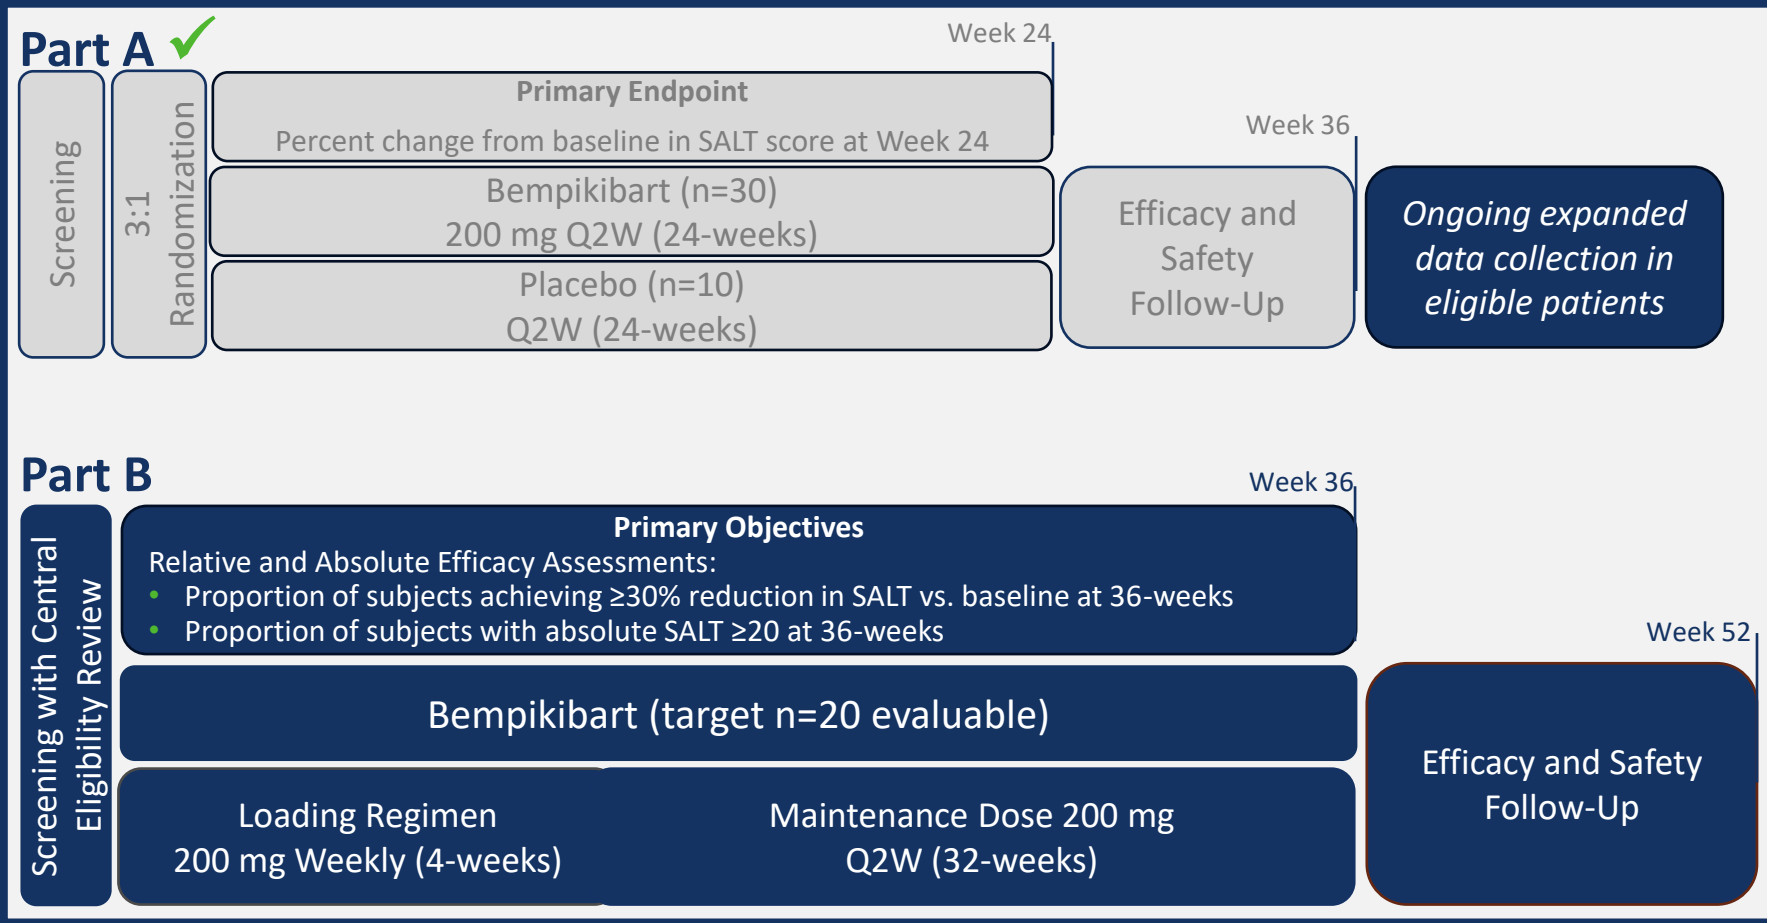 Part A
Week 24
Screening
3:1
Randomization
Primary Endpoint
Percent change from baseline in SALT score at Week 24
Bempikibart (n=30)
200 mg Q2W (24-weeks)
Placebo (n=10)
Q2W (24-weeks)
Week 36
Efficacy and
Safety
Follow-Up
Ongoing expanded
data collection in
eligible patients
Part B
Week 36
Screening with Central
Eligibility Review
Primary Objectives
Relative and Absolute Efficacy Assessments:
• Proportion of subjects achieving ≥30% reduction in SALT vs. baseline at 36-weeks
• Proportion of subjects with absolute SALT ≥20 at 36-weeks
Bempikibart (target n=20 evaluable)
Loading Regimen
200 mg Weekly (4-weeks)
Maintenance Dose 200 mg
Q2W (32-weeks)
Week 52
Efficacy and Safety
Follow-Up